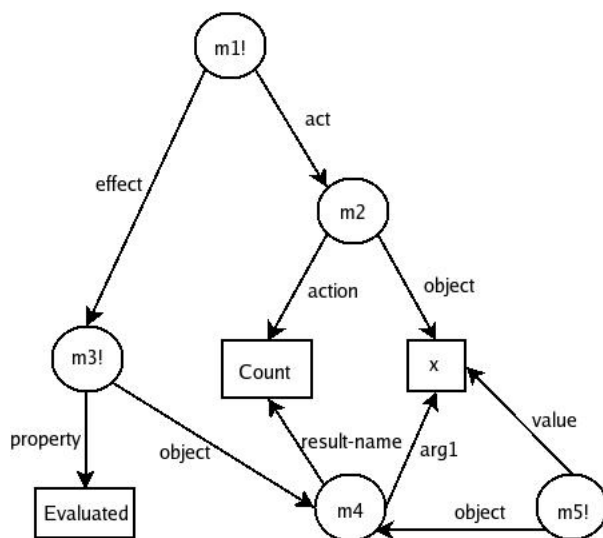 m1!
act
effect
m2
action
object
m3!
Count
x
property
object
result-name
arg1
value
Evaluated
m4
object
m5!